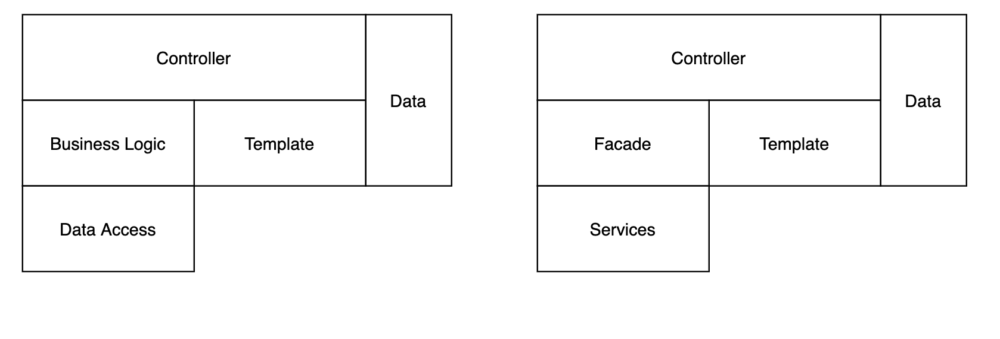 Controller
Data
Business Logic
Template
Data Access
Controller
Data
Facade
Template
Services